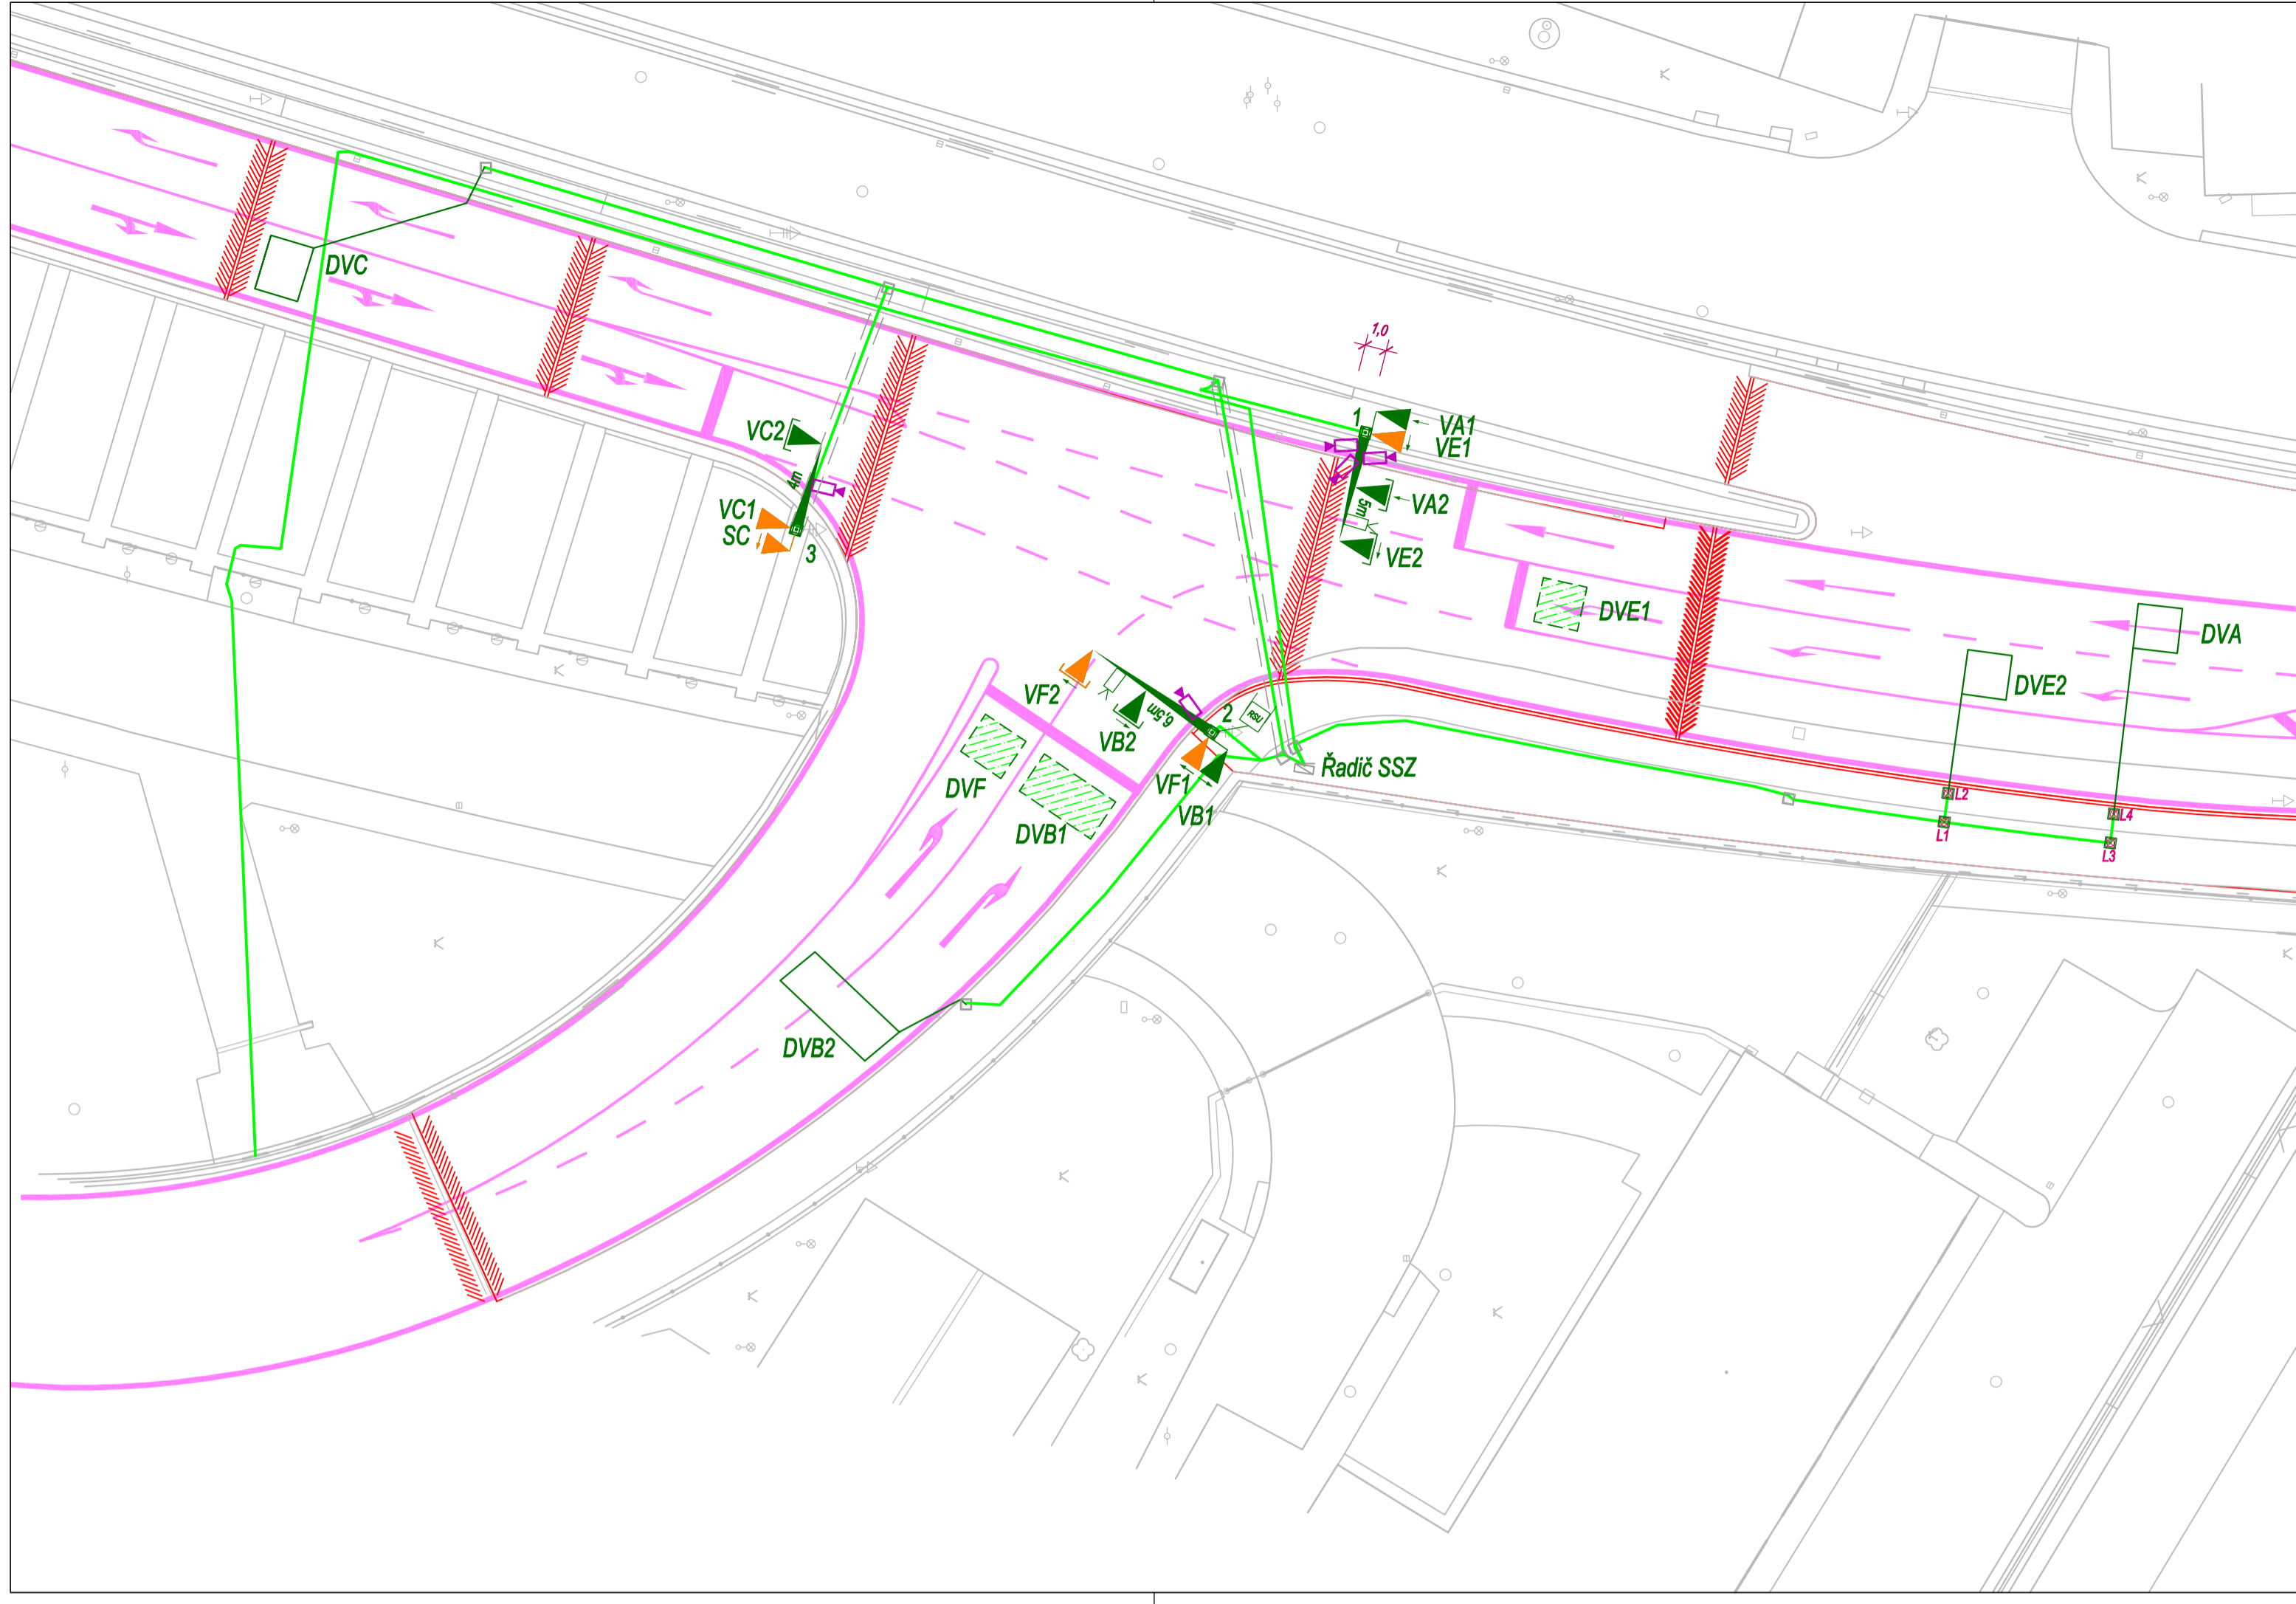 DVC
1,0
1
VA1
VE1
VC2
4m
VC1
SC
3
VA2
5m
VE2
DVE1
DVA
DVE2
VF2
6,5m
VB2
2
RSU
Řadič SSZ
VF1
VB1
DVF
DVB1
L2
L1
L4
L3
DVB2